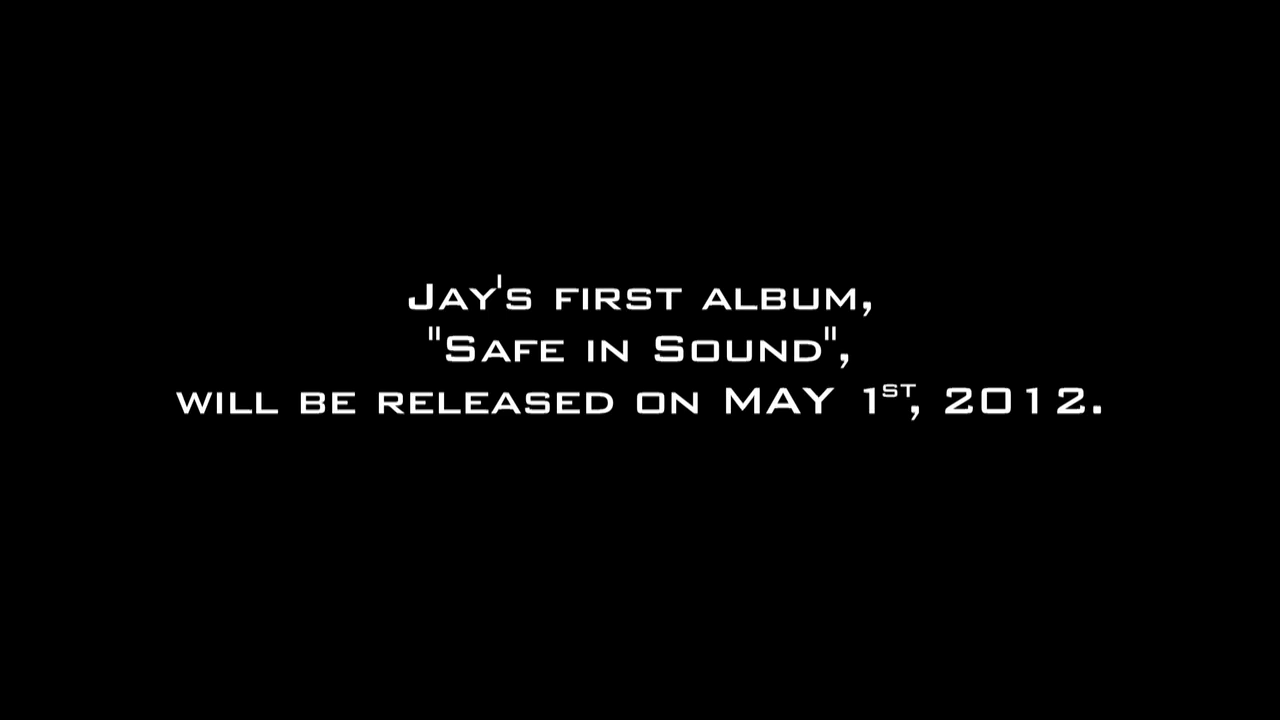 Jay's first album,
"Safe in Sound",
will be released on MAY 1st, 2012.